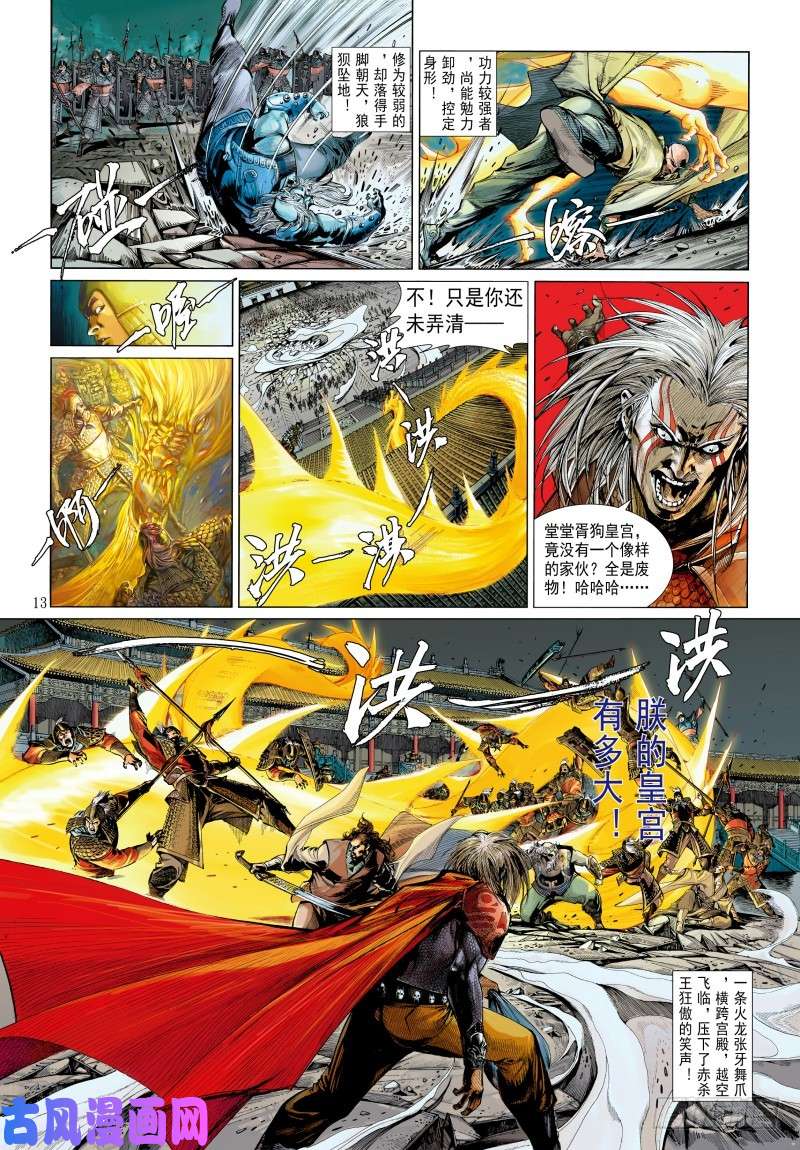 功力较强者
，尚能勉力
卸劲，控定
身形！
嚓
修为较弱的
，却落得手
脚朝天，狼
狈坠地！
碰
堂堂胥狗皇宫，
竟没有一个像样
的家伙？全是废
物！哈哈哈……
不！只是你还
未弄清——
洪
洪
洪
洪
13
洪
洪
朕的皇宫
有多大！
一条火龙张牙舞爪
，横跨宫殿，越空
飞临，压下了赤杀
王狂傲的笑声！
古风漫画网